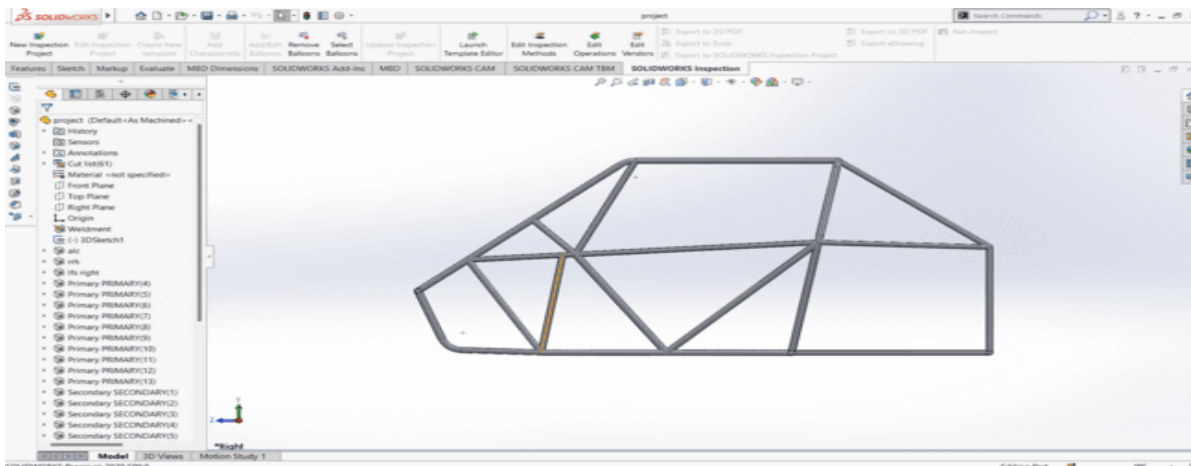 SOLIDWORKS
project
Search Commands
New Inspection Project
Edit Inspection Project
Create New template
Add Characteristic
Add/Edit Balloons
Remove Balloons
Select Balloons
Update Inspection Project
Launch Template Editor
Edit Inspection Methods
Edit Operations
Edit Vendors
Export to 2D PDF
Export to Excel
Export to SOLIDWORKS Inspection Project
Export to 3D PDF
Export eDrawing
Net-Inspect
Features Sketch Markup Evaluate MBD Dimensions SOLIDWORKS Add-Ins MBD SOLIDWORKS CAM SOLIDWORKS CAM TBM SOLIDWORKS Inspection
project (Default<As Machined><
History
Sensors
Annotations
Cut list(61)
Material <not specified>
Front Plane
Top Plane
Right Plane
Origin
Weldment
(-) 3DSketch1
alc
rrh
lfs right
Primary PRIMARY(4)
Primary PRIMARY(5)
Primary PRIMARY(6)
Primary PRIMARY(7)
Primary PRIMARY(8)
Primary PRIMARY(9)
Primary PRIMARY(10)
Primary PRIMARY(11)
Primary PRIMARY(12)
Primary PRIMARY(13)
Secondary SECONDARY(1)
Secondary SECONDARY(2)
Secondary SECONDARY(3)
Secondary SECONDARY(4)
Secondary SECONDARY(5)
Y
Z
*Right
Model 3D Views Motion Study 1